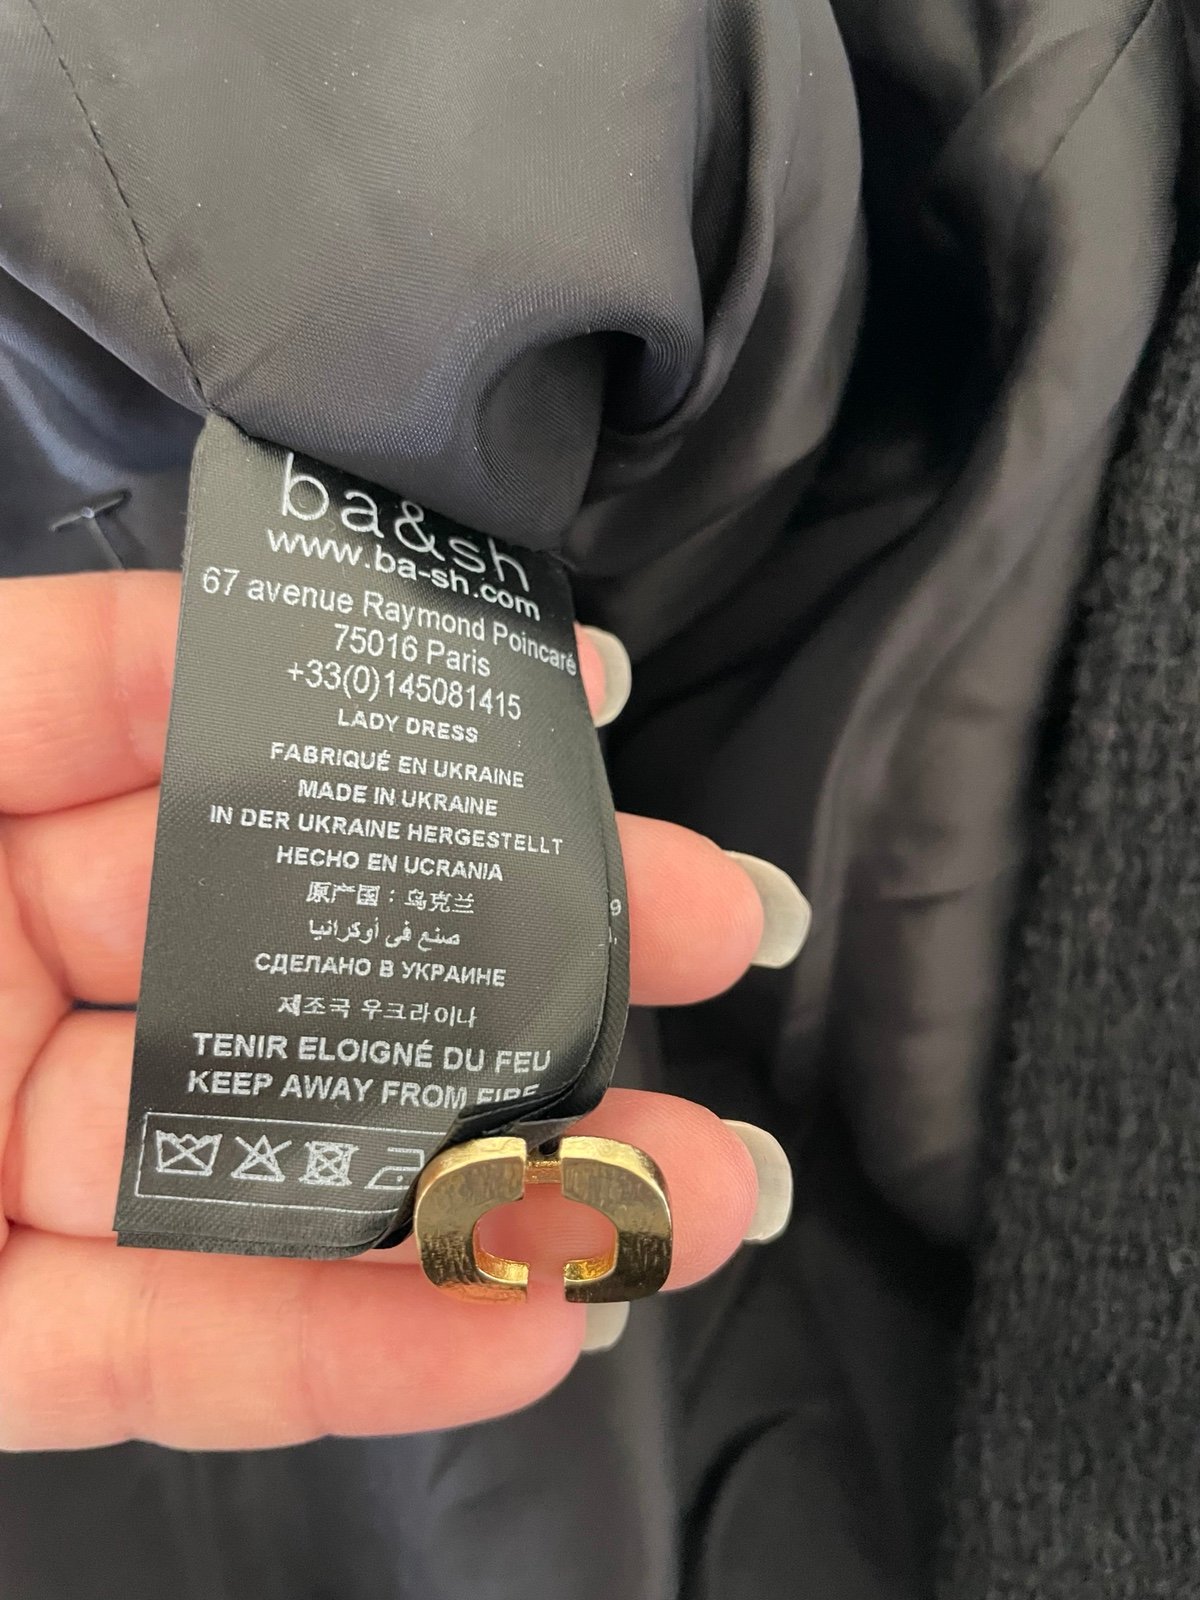 ba&sh
www.ba-sh.com
67 avenue Raymond Poincaré
75016 Paris
+33(0)145081415
LADY DRESS
FABRIQUÉ EN UKRAINE
MADE IN UKRAINE
IN DER UKRAINE HERGESTELLT
HECHO EN UCRANIA
原产国：乌克兰
صنع في أوكرانيا
СДЕЛАНО В УКРАИНЕ
제조국 우크라이나
TENIR ELOIGNÉ DU FEU
KEEP AWAY FROM FIRE